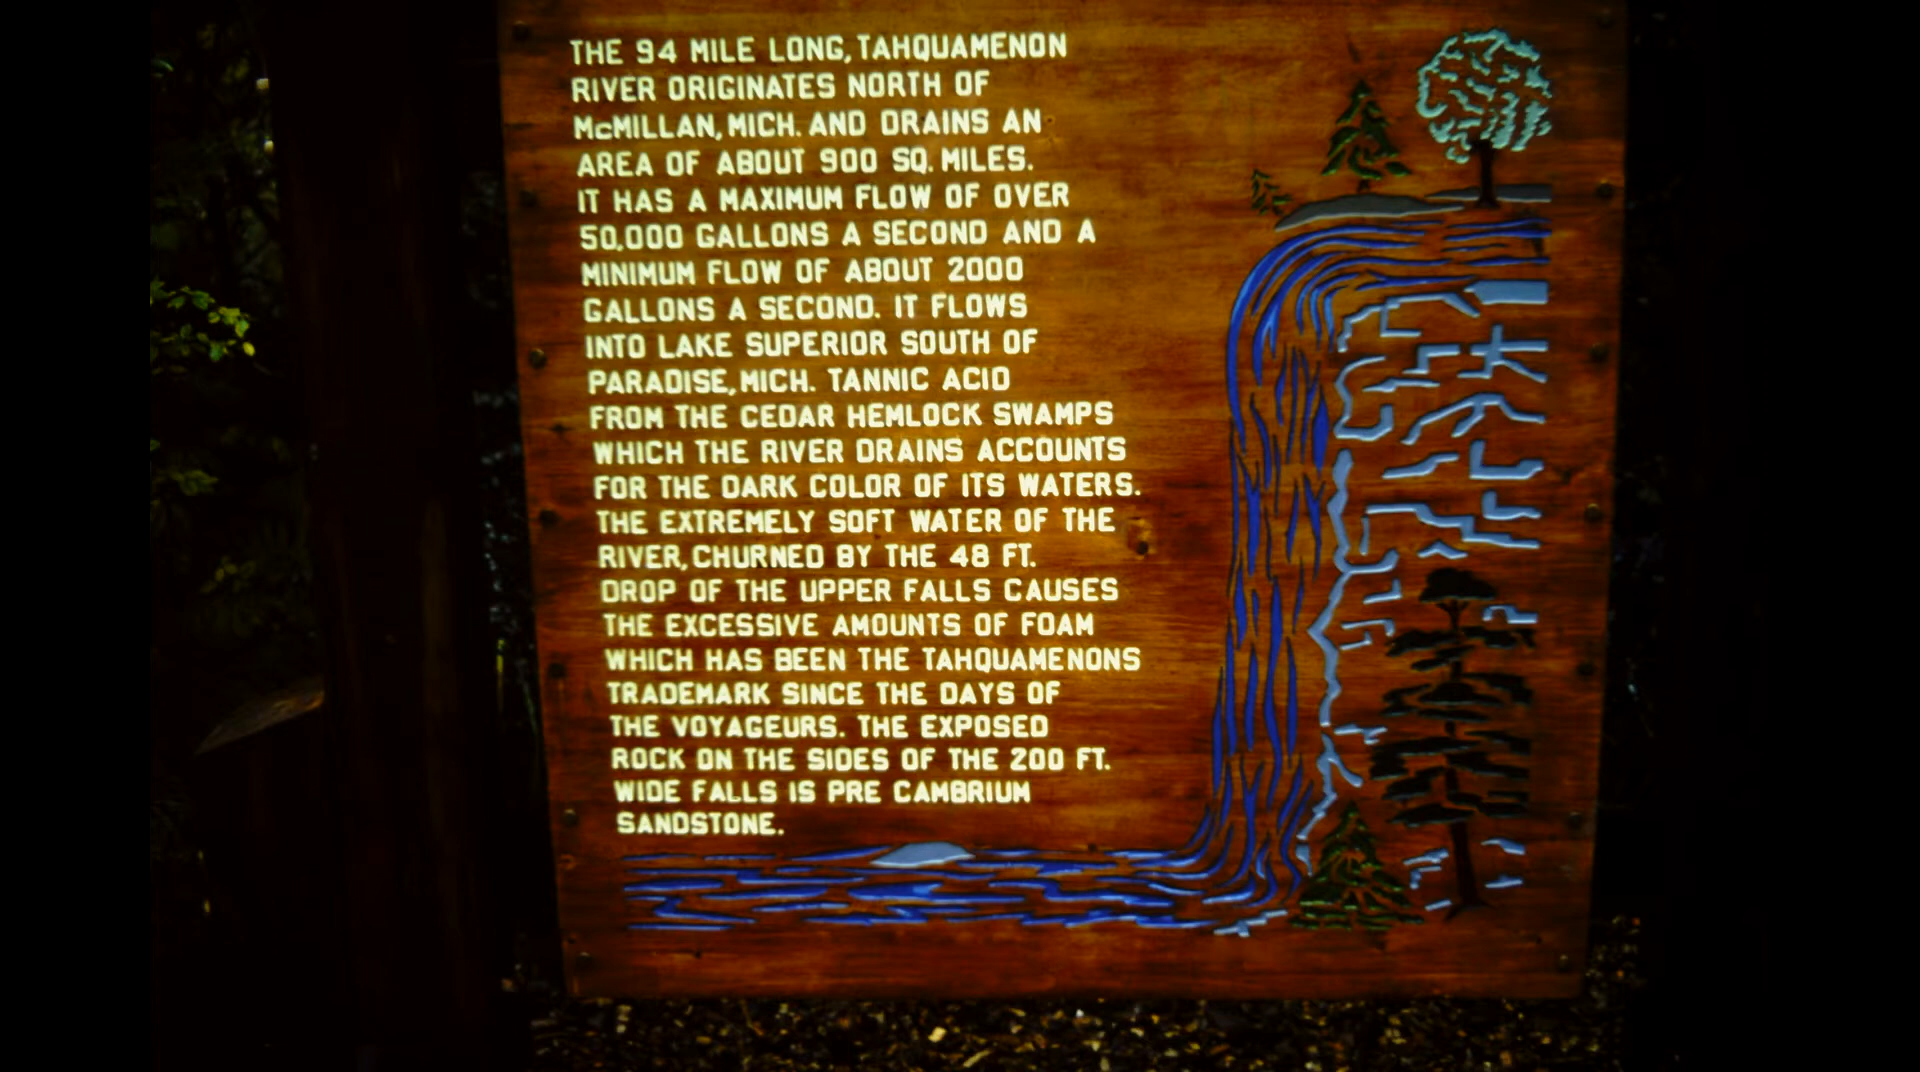 THE 94 MILE LONG, TAHQUAMENON
RIVER ORIGINATES NORTH OF
McMILLAN, MICH. AND DRAINS AN
AREA OF ABOUT 900 SQ. MILES.
IT HAS A MAXIMUM FLOW OF OVER
50,000 GALLONS A SECOND AND A
MINIMUM FLOW OF ABOUT 2000
GALLONS A SECOND. IT FLOWS
INTO LAKE SUPERIOR SOUTH OF
PARADISE, MICH. TANNIC ACID
FROM THE CEDAR HEMLOCK SWAMPS
WHICH THE RIVER DRAINS ACCOUNTS
FOR THE DARK COLOR OF ITS WATERS.
THE EXTREMELY SOFT WATER OF THE
RIVER, CHURNED BY THE 48 FT.
DROP OF THE UPPER FALLS CAUSES
THE EXCESSIVE AMOUNTS OF FOAM
WHICH HAS BEEN THE TAHQUAMENONS
TRADEMARK SINCE THE DAYS OF
THE VOYAGEURS. THE EXPOSED
ROCK ON THE SIDES OF THE 200 FT.
WIDE FALLS IS PRE CAMBRIUM
SANDSTONE.